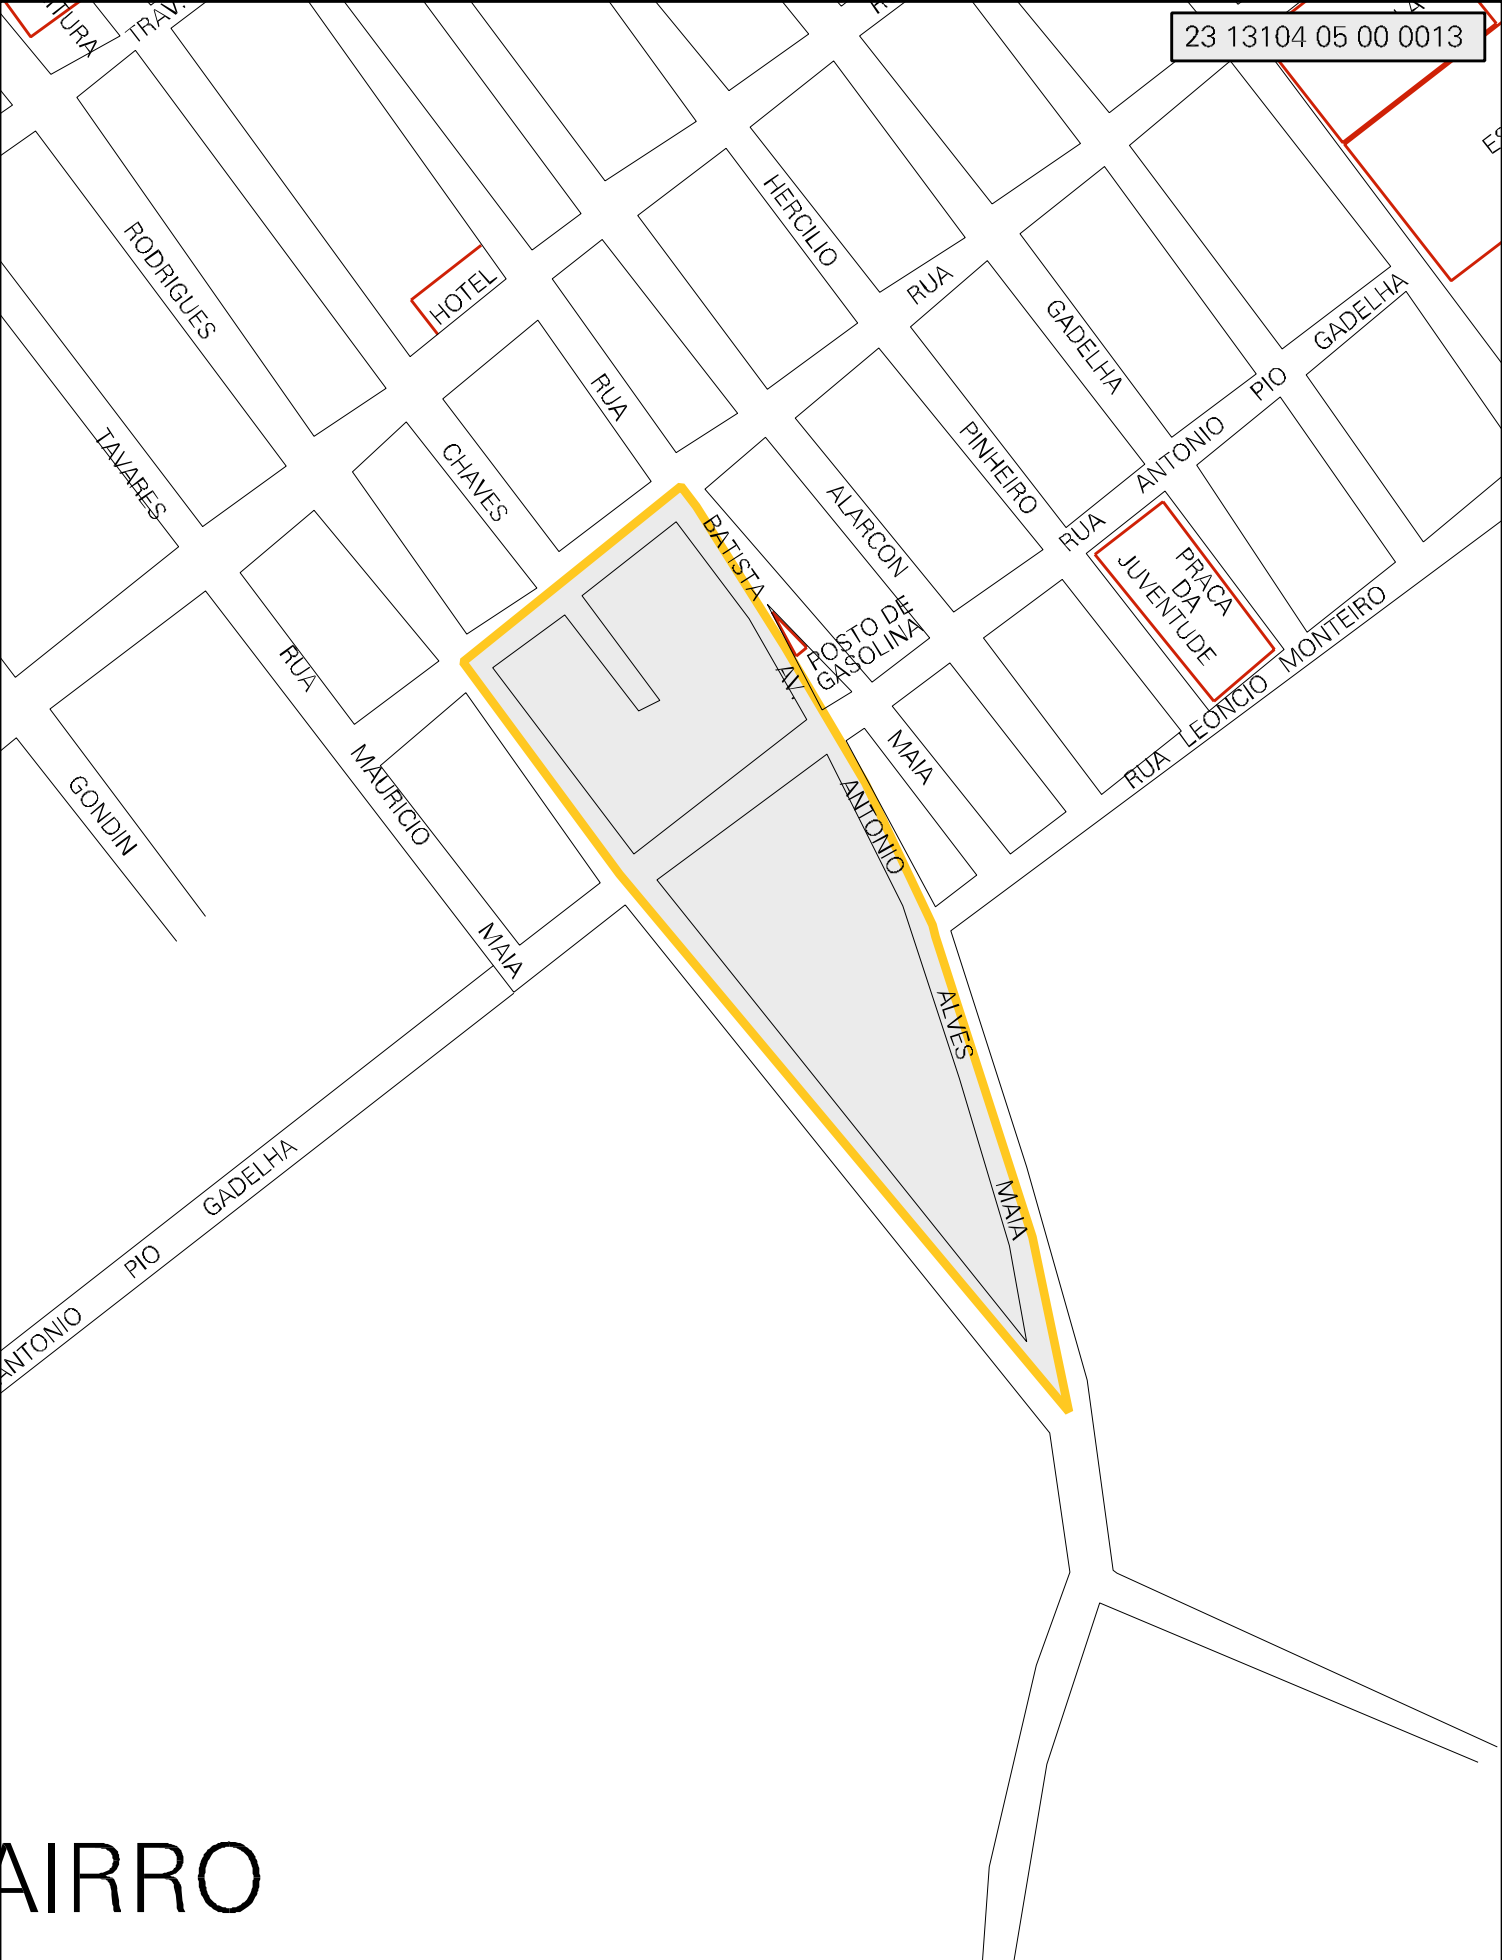 23 13104 05 00 0013
TRAV.
RODRIGUES
HOTEL
HERCILIO
RUA
GADELHA
GADELHA
PIO
ANTONIO
RUA
TAVARES
CHAVES
RUA
BATISTA
ALARCON
PINHEIRO
PRACA
DA
JUVENTUDE
POSTO DE
GASOLINA
AV.
RUA
MAURICIO
MAIA
GONDIN
MAIA
ANTONIO
ALVES
MAIA
RUA
LEONCIO
MONTEIRO
GADELHA
PIO
ANTONIO
AIRRO